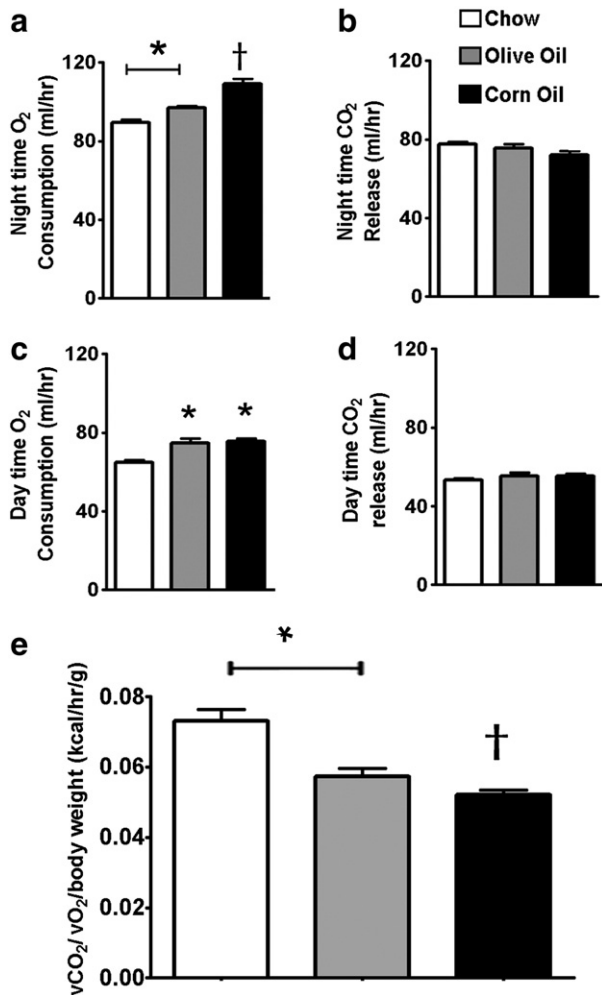 a
*
†
120
80
40
0
Night time O₂
Consumption (ml/hr)
b
Chow
Olive Oil
Corn Oil
120
80
40
0
Night time CO₂
Release (ml/hr)
c
*
*
120
80
40
0
Day time O₂
Consumption (ml/hr)
d
120
80
40
0
Day time CO₂
release (ml/hr)
e
*
†
0.08
0.06
0.04
0.02
0.00
vCO₂/ vO₂/body weight (kcal/hr/g)